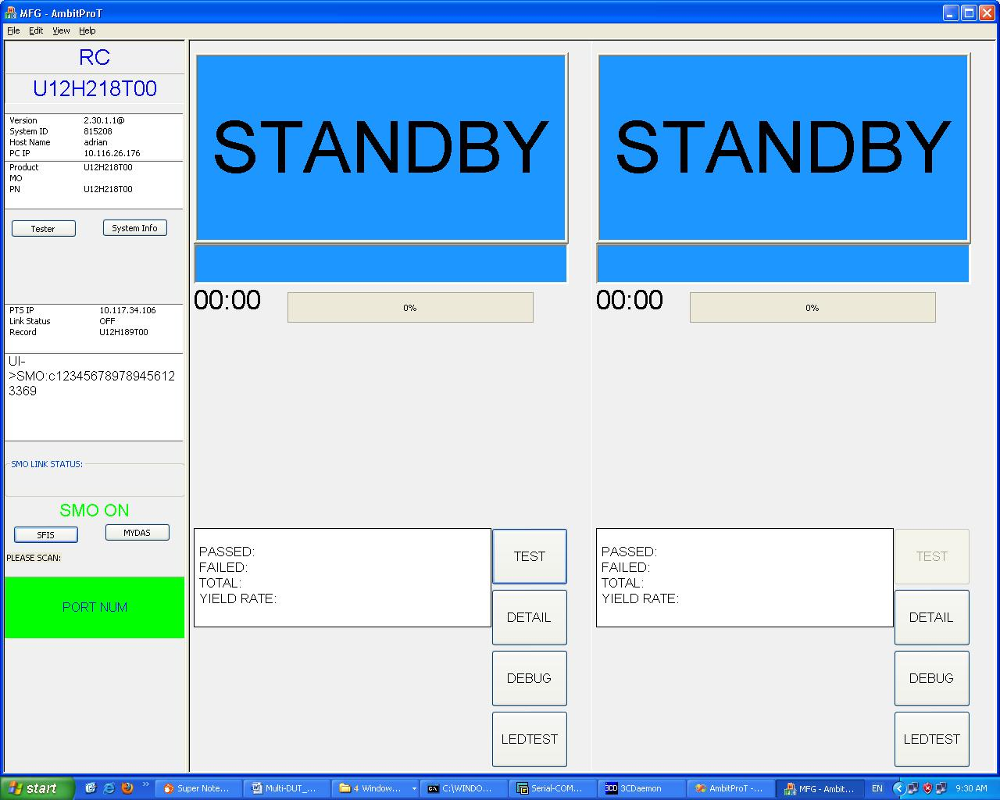 MFG - AmbitProT
File Edit View Help
RC
U12H218T00
Version 2.30.1.1@
System ID 815208
Host Name adrian
PC IP 10.116.26.176
Product U12H218T00
MO
PN U12H218T00
Tester System Info
PTS IP 10.117.34.106
Link Status OFF
Record U12H189T00
UI-
>SMO:c12345678978945612
3369
SMO LINK STATUS:
SMO ON
SFIS MYDAS
PLEASE SCAN:
PORT NUM
STANDBY
00:00 0%
PASSED:
FAILED:
TOTAL:
YIELD RATE:
TEST
DETAIL
DEBUG
LEDTEST
STANDBY
00:00 0%
PASSED:
FAILED:
TOTAL:
YIELD RATE:
TEST
DETAIL
DEBUG
LEDTEST
start Super Note... Multi-DUT_... 4 Window... C:\WINDO... Serial-COM... 3CD 3CDaemon AmbitProT -... MFG - Ambit... EN 9:30 AM